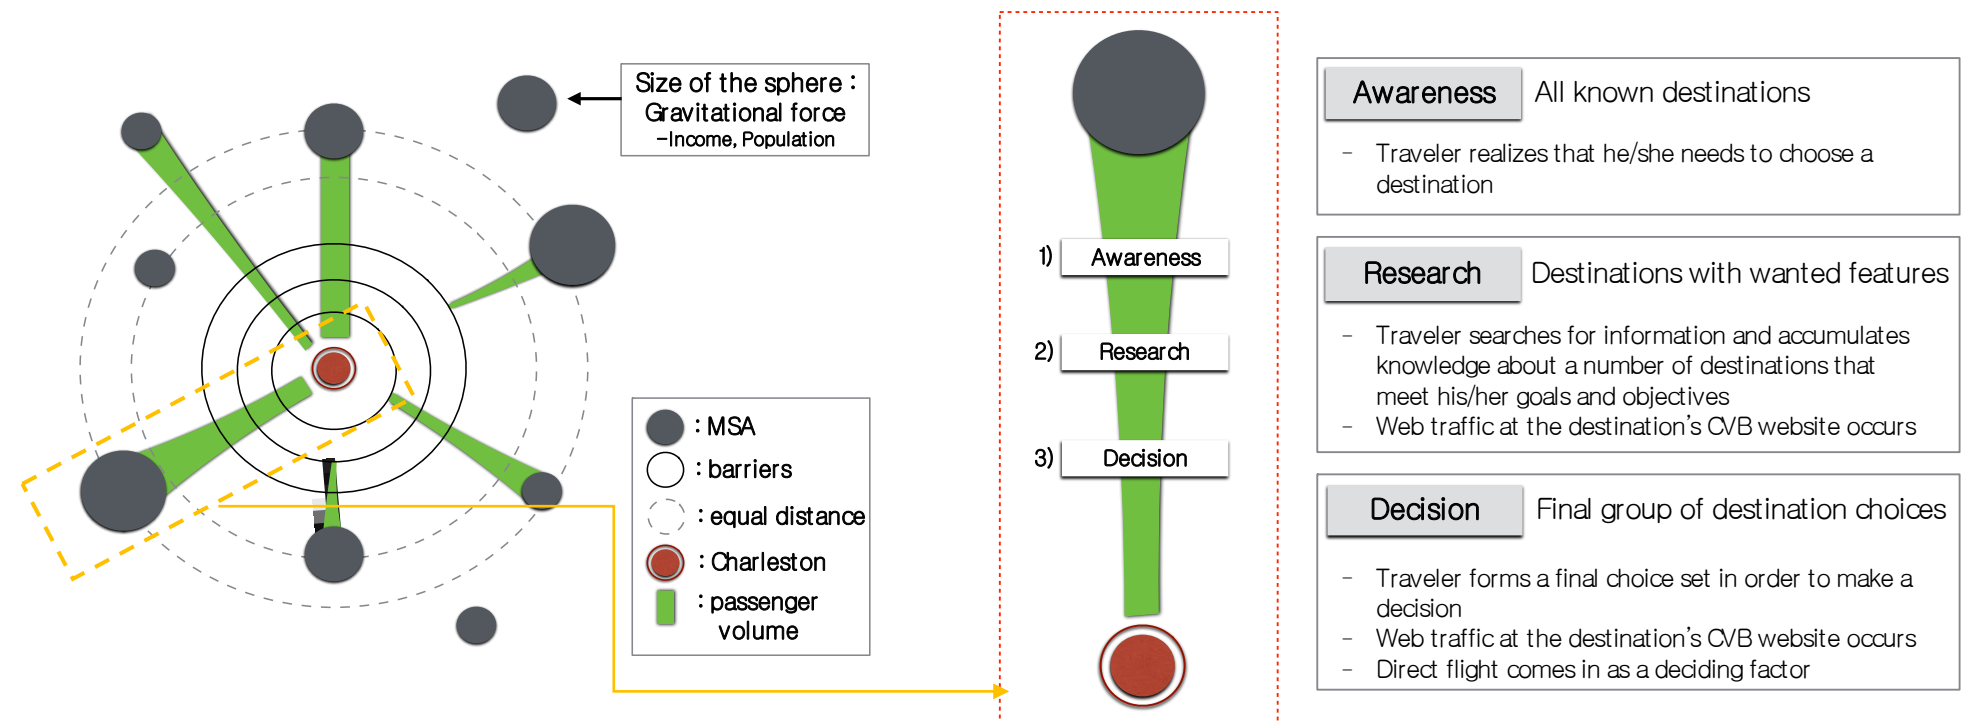 Size of the sphere :
Gravitational force
-Income, Population
: MSA
: barriers
: equal distance
: Charleston
: passenger
volume
1) Awareness
2) Research
3) Decision
Awareness All known destinations
- Traveler realizes that he/she needs to choose a
destination
Research Destinations with wanted features
- Traveler searches for information and accumulates
knowledge about a number of destinations that
meet his/her goals and objectives
- Web traffic at the destination's CVB website occurs
Decision Final group of destination choices
- Traveler forms a final choice set in order to make a
decision
- Web traffic at the destination's CVB website occurs
- Direct flight comes in as a deciding factor